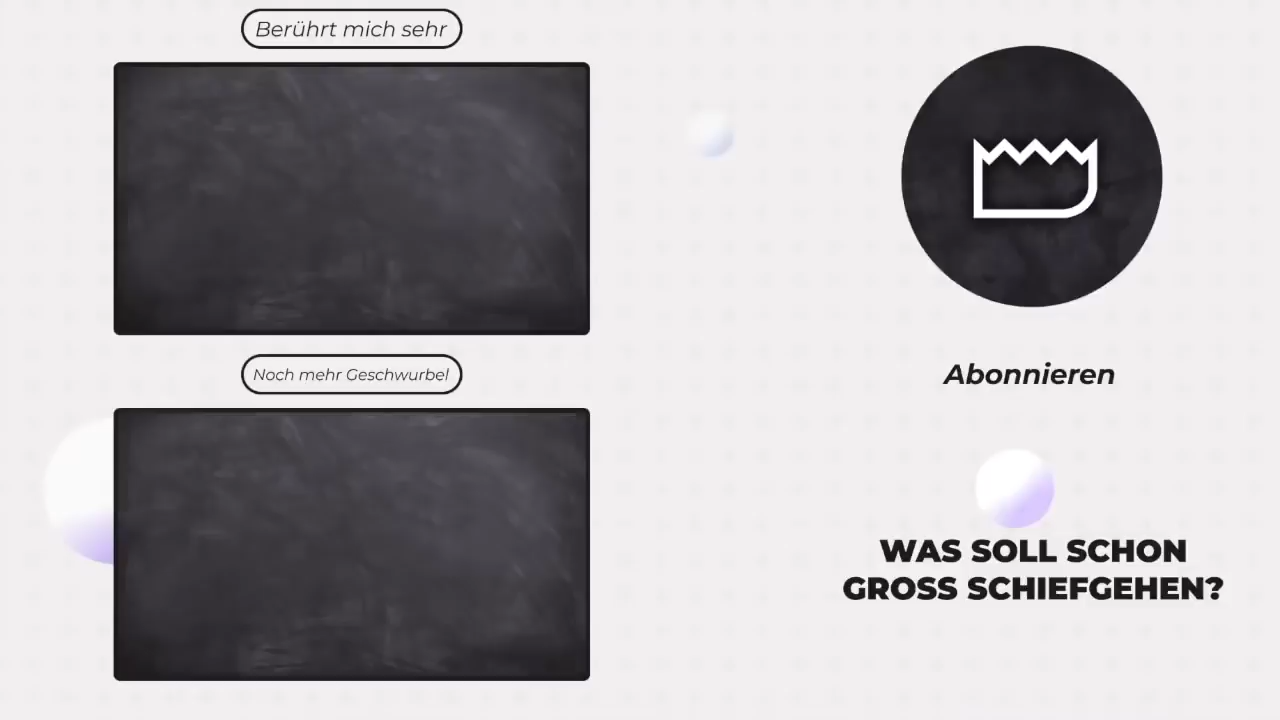 Berührt mich sehr
Noch mehr Geschwurbel
Abonnieren
WAS SOLL SCHON
GROSS SCHIEFGEHEN?